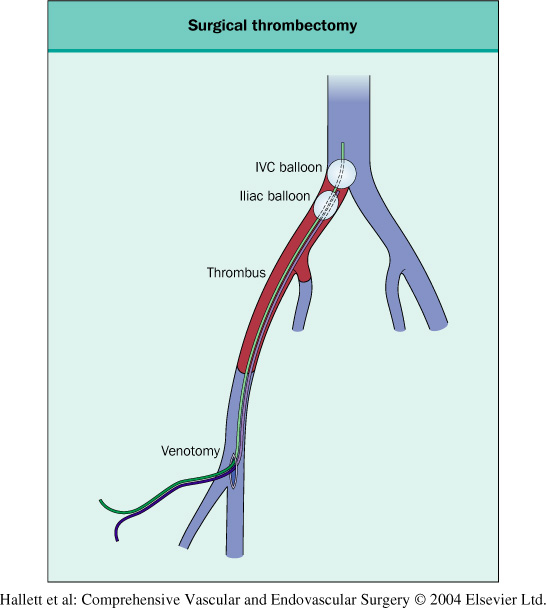 Surgical thrombectomy
IVC balloon
Iliac balloon
Thrombus
Venotomy
Hallett et al: Comprehensive Vascular and Endovascular Surgery © 2004 Elsevier Ltd.